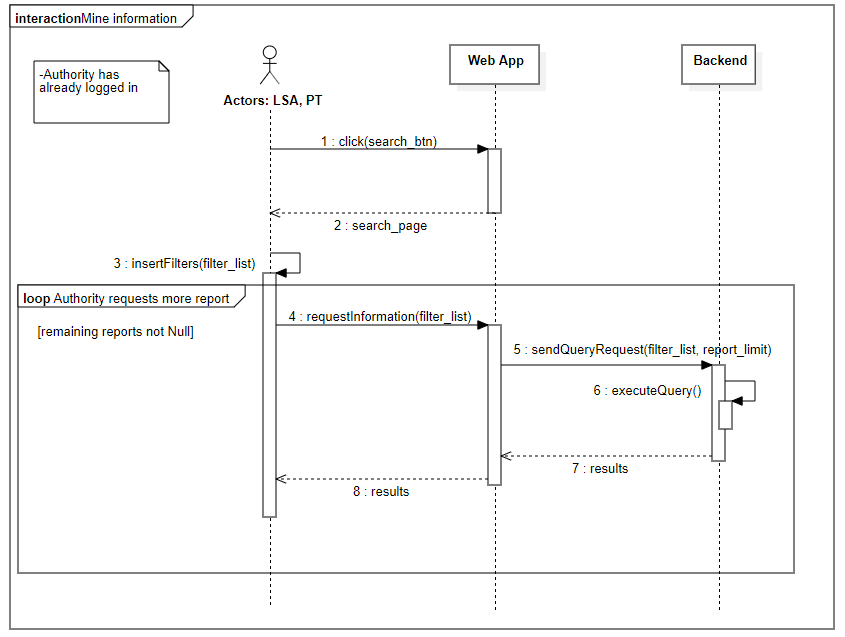 interactionMine information
-Authority has
already logged in
Actors: LSA, PT
Web App
Backend
1 : click(search_btn)
2 : search_page
3 : insertFilters(filter_list)
loop Authority requests more report
[remaining reports not Null]
4 : requestInformation(filter_list)
5 : sendQueryRequest(filter_list, report_limit)
6 : executeQuery()
7 : results
8 : results